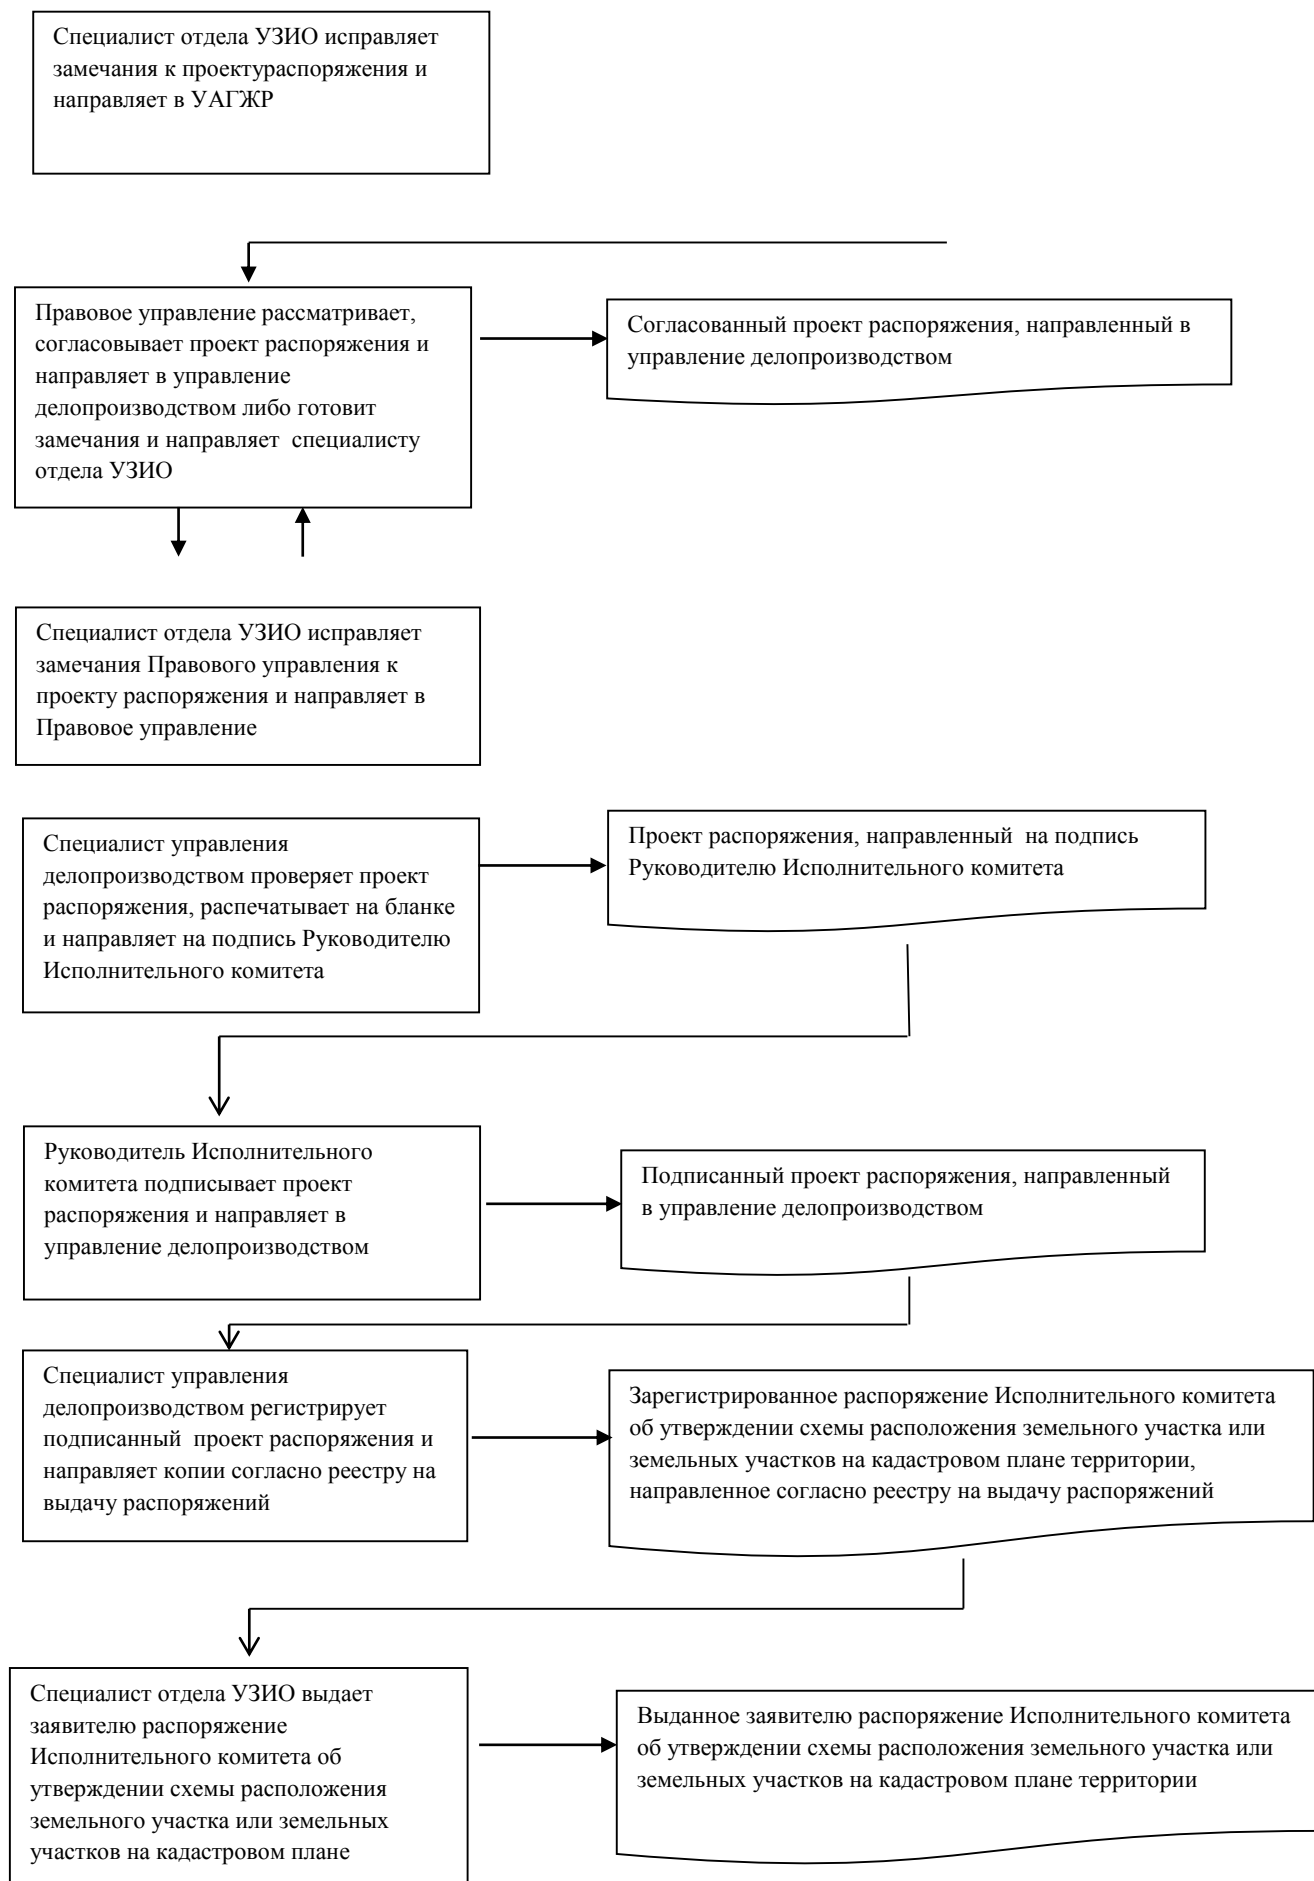 Специалист отдела УЗИО исправляет
замечания к проектураспоряжения и
направляет в УАГЖР
Правовое управление рассматривает,
согласовывает проект распоряжения и
направляет в управление
делопроизводством либо готовит
замечания и направляет специалисту
отдела УЗИО
Согласованный проект распоряжения, направленный в
управление делопроизводством
Специалист отдела УЗИО исправляет
замечания Правового управления к
проекту распоряжения и направляет в
Правовое управление
Специалист управления
делопроизводством проверяет проект
распоряжения, распечатывает на бланке
и направляет на подпись Руководителю
Исполнительного комитета
Проект распоряжения, направленный на подпись
Руководителю Исполнительного комитета
Руководитель Исполнительного
комитета подписывает проект
распоряжения и направляет в
управление делопроизводством
Подписанный проект распоряжения, направленный
в управление делопроизводством
Специалист управления
делопроизводством регистрирует
подписанный проект распоряжения и
направляет копии согласно реестру на
выдачу распоряжений
Зарегистрированное распоряжение Исполнительного комитета
об утверждении схемы расположения земельного участка или
земельных участков на кадастровом плане территории,
направленное согласно реестру на выдачу распоряжений
Специалист отдела УЗИО выдает
заявителю распоряжение
Исполнительного комитета об
утверждении схемы расположения
земельного участка или земельных
участков на кадастровом плане
Выданное заявителю распоряжение Исполнительного комитета
об утверждении схемы расположения земельного участка или
земельных участков на кадастровом плане территории